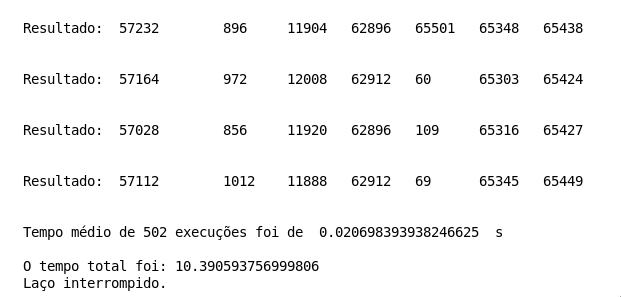 Resultado: 57232 896 11904 62896 65501 65348 65438
Resultado: 57164 972 12008 62912 60 65303 65424
Resultado: 57028 856 11920 62896 109 65316 65427
Resultado: 57112 1012 11888 62912 69 65345 65449
Tempo médio de 502 execuções foi de 0.020698393938246625 s
O tempo total foi: 10.390593756999806
Laço interrompido.